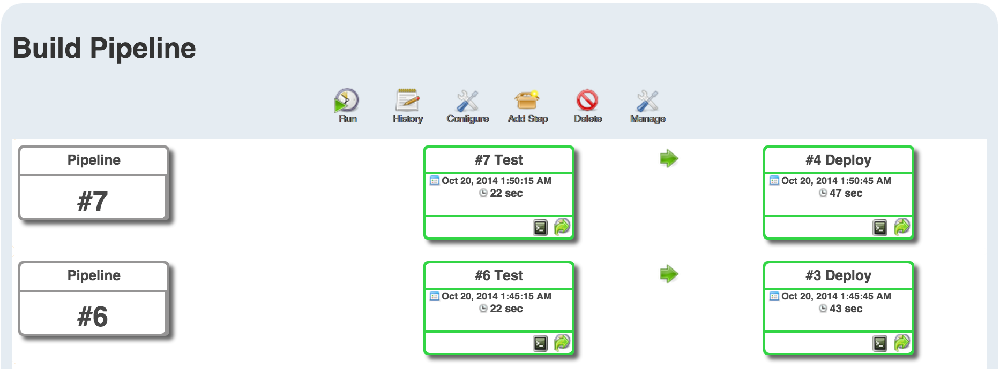 Build Pipeline
Run History Configure Add Step Delete Manage
Pipeline
#7
#7 Test
Oct 20, 2014 1:50:15 AM
22 sec
#4 Deploy
Oct 20, 2014 1:50:45 AM
47 sec
Pipeline
#6
#6 Test
Oct 20, 2014 1:45:15 AM
22 sec
#3 Deploy
Oct 20, 2014 1:45:45 AM
43 sec